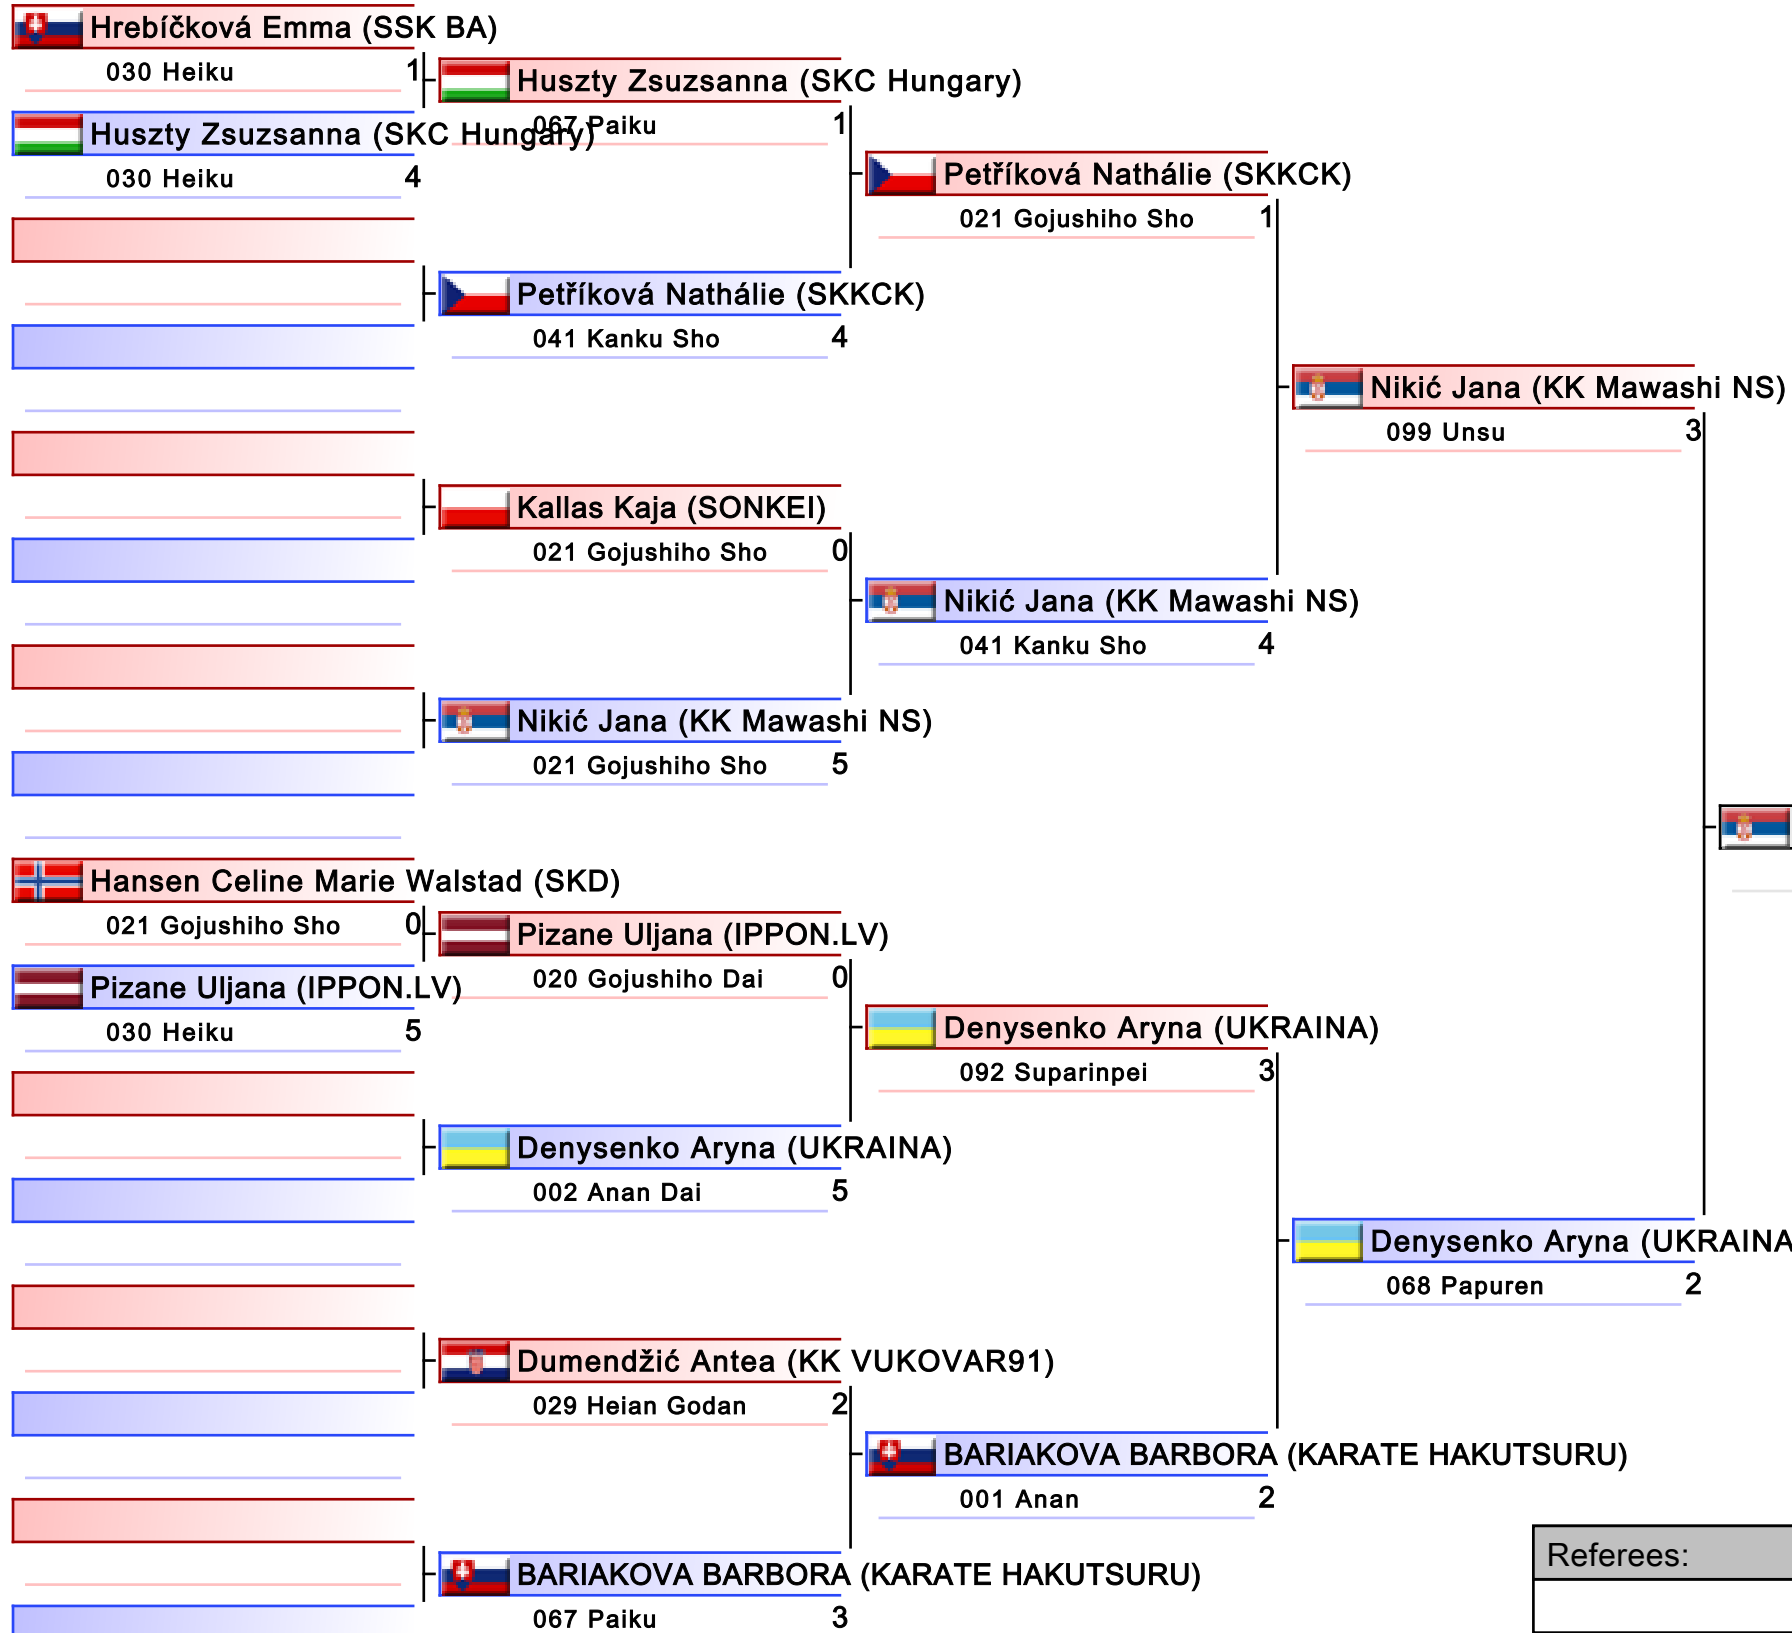 Hrebíčková Emma (SSK BA)
030 Heiku 1
Huszty Zsuzsanna (SKC Hungary)
030 Heiku 4
Huszty Zsuzsanna (SKC Hungary)
067 Paiku 1
Petříková Nathálie (SKKCK)
041 Kanku Sho 4
Kallas Kaja (SONKEI)
021 Gojushiho Sho 0
Nikić Jana (KK Mawashi NS)
021 Gojushiho Sho 5
Petříková Nathálie (SKKCK)
021 Gojushiho Sho 1
Nikić Jana (KK Mawashi NS)
041 Kanku Sho 4
Nikić Jana (KK Mawashi NS)
099 Unsu 3
Hansen Celine Marie Walstad (SKD)
021 Gojushiho Sho 0
Pizane Uljana (IPPON.LV)
030 Heiku 5
Pizane Uljana (IPPON.LV)
020 Gojushiho Dai 0
Denysenko Aryna (UKRAINA)
002 Anan Dai 5
Dumendžić Antea (KK VUKOVAR91)
029 Heian Godan 2
BARIAKOVA BARBORA (KARATE HAKUTSURU)
067 Paiku 3
Denysenko Aryna (UKRAINA)
092 Suparinpei 3
BARIAKOVA BARBORA (KARATE HAKUTSURU)
001 Anan 2
Denysenko Aryna (UKRAINA
068 Papuren 2
Referees: